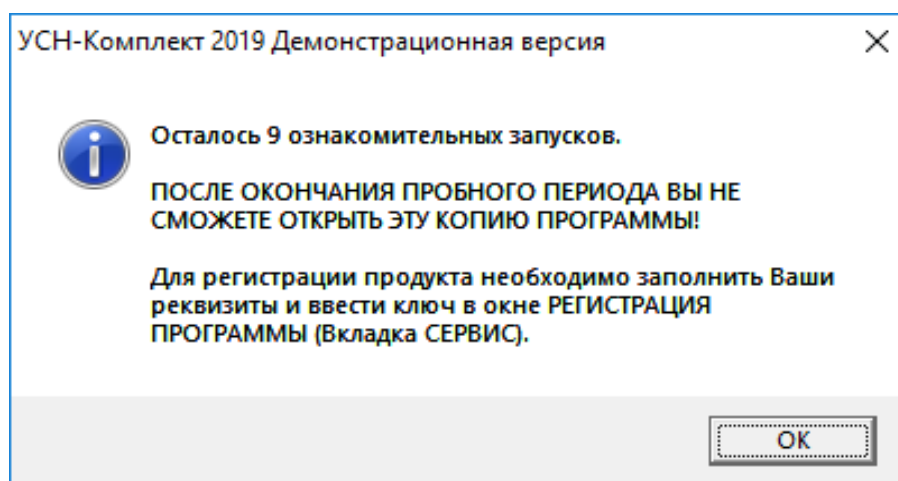 УСН-Комплект 2019 Демонстрационная версия
Осталось 9 ознакомительных запусков.
ПОСЛЕ ОКОНЧАНИЯ ПРОБНОГО ПЕРИОДА ВЫ НЕ
СМОЖЕТЕ ОТКРЫТЬ ЭТУ КОПИЮ ПРОГРАММЫ!
Для регистрации продукта необходимо заполнить Ваши
реквизиты и ввести ключ в окне РЕГИСТРАЦИЯ
ПРОГРАММЫ (Вкладка СЕРВИС).
ОК